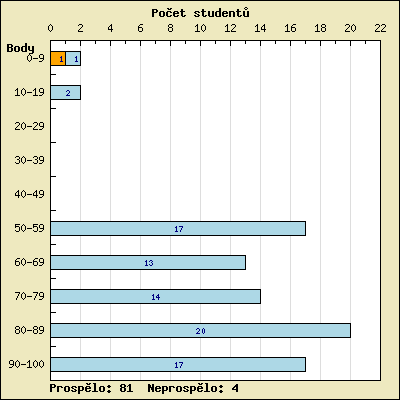 Počet studentů
0 2 4 6 8 10 12 14 16 18 20 22
Body
0-9 1 1
10-19 2
20-29
30-39
40-49
50-59 17
60-69 13
70-79 14
80-89 20
90-100 17
Prospělo: 81 Neprospělo: 4